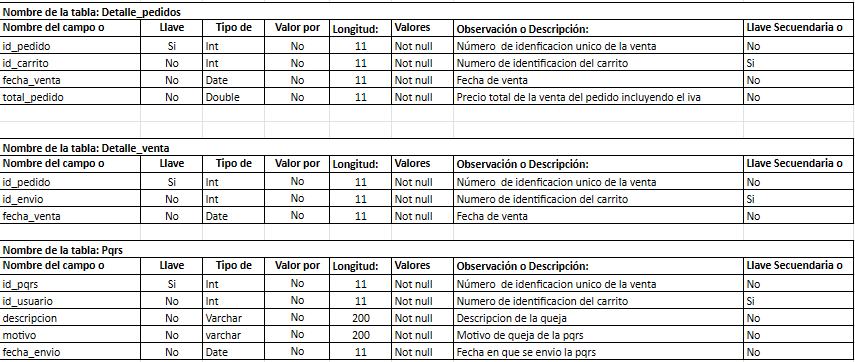 Nombre de la tabla: Detalle_pedidos
Nombre del campo o Llave Tipo de Valor por Longitud: Valores Observación o Descripción: Llave Secuendaria o
id_pedido Si Int No 11 Not null Número de idenficacion unico de la venta No
id_carrito No Int No 11 Not null Numero de identificacion del carrito Si
fecha_venta No Date No 11 Not null Fecha de venta No
total_pedido No Double No 11 Not null Precio total de la venta del pedido incluyendo el iva No
Nombre de la tabla: Detalle_venta
Nombre del campo o Llave Tipo de Valor por Longitud: Valores Observación o Descripción: Llave Secuendaria o
id_pedido Si Int No 11 Not null Número de idenficacion unico de la venta No
id_envio No Int No 11 Not null Numero de identificacion del carrito Si
fecha_venta No Date No 11 Not null Fecha de venta No
Nombre de la tabla: Pqrs
Nombre del campo o Llave Tipo de Valor por Longitud: Valores Observación o Descripción: Llave Secuendaria o
id_pqrs Si Int No 11 Not null Número de idenficacion unico de la venta No
id_usuario No Int No 11 Not null Numero de identificacion del carrito Si
descripcion No Varchar No 200 Not null Descripcion de la queja No
motivo No varchar No 200 Not null Motivo de queja de la pqrs No
fecha_envio No Date No 11 Not null Fecha en que se envio la pqrs No